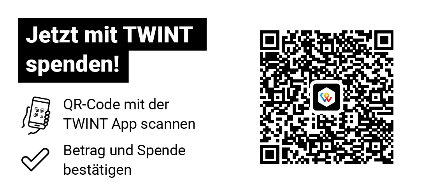 Jetzt mit TWINT
spenden!
QR-Code mit der
TWINT App scannen
Betrag und Spende
bestätigen